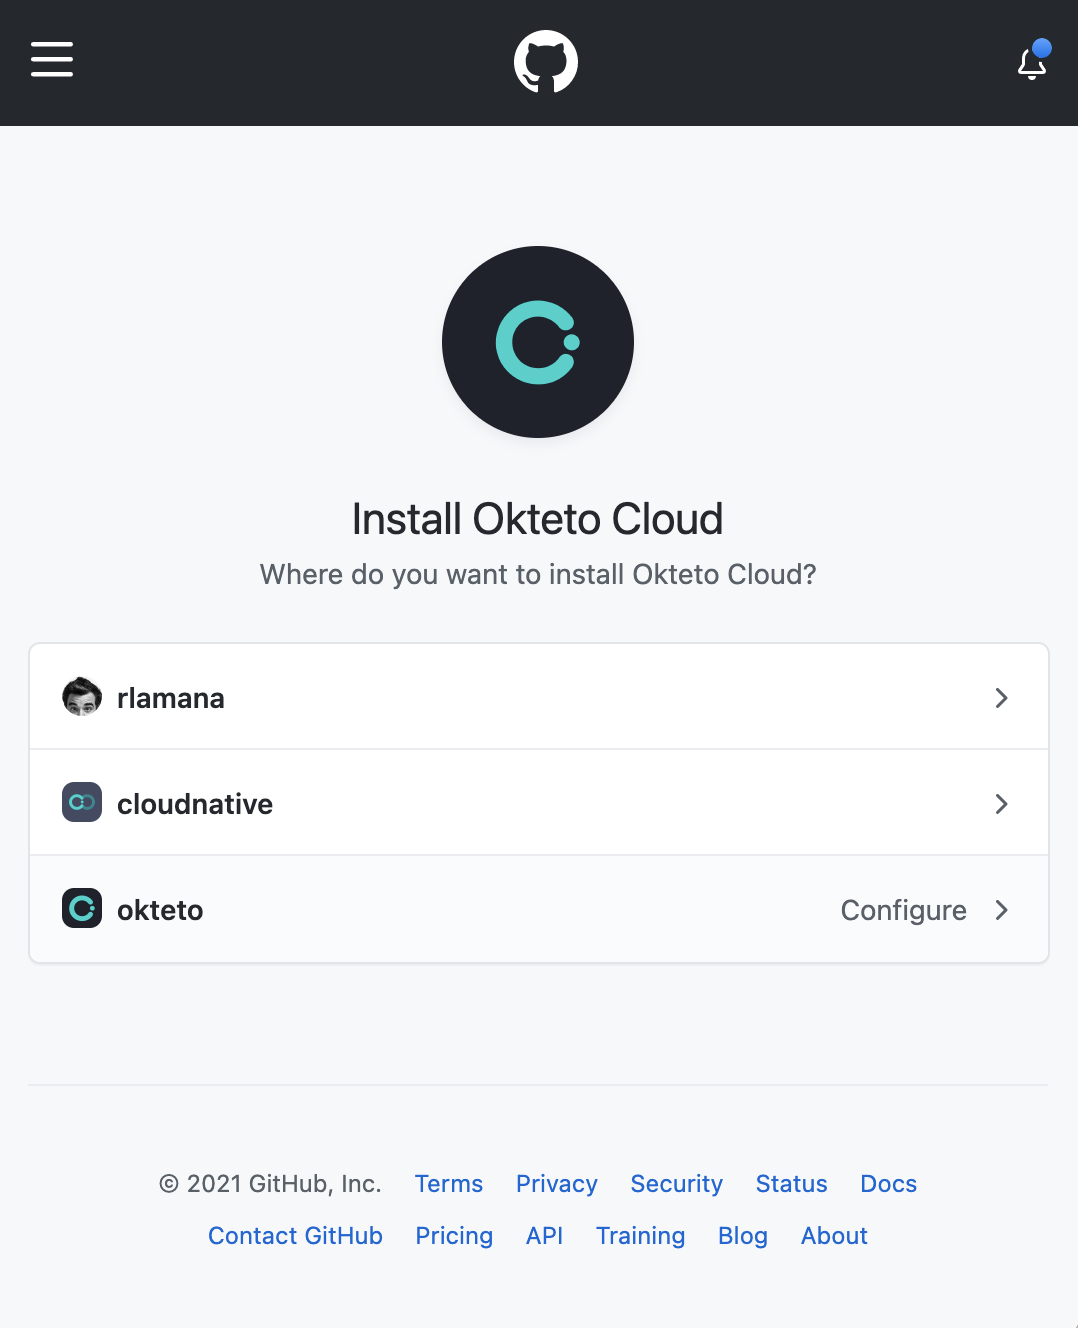 Install Okteto Cloud
Where do you want to install Okteto Cloud?
rlamana
cloudnative
okteto Configure
© 2021 GitHub, Inc. Terms Privacy Security Status Docs
Contact GitHub Pricing API Training Blog About